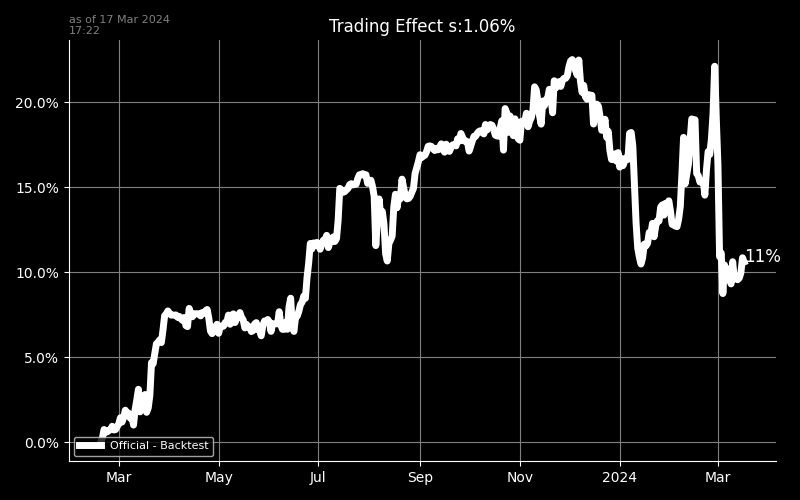 as of 17 Mar 2024
17:22
Trading Effect s:1.06%
20.0%
15.0%
10.0%
5.0%
0.0%
11%
Official - Backtest
Mar May Jul Sep Nov 2024 Mar